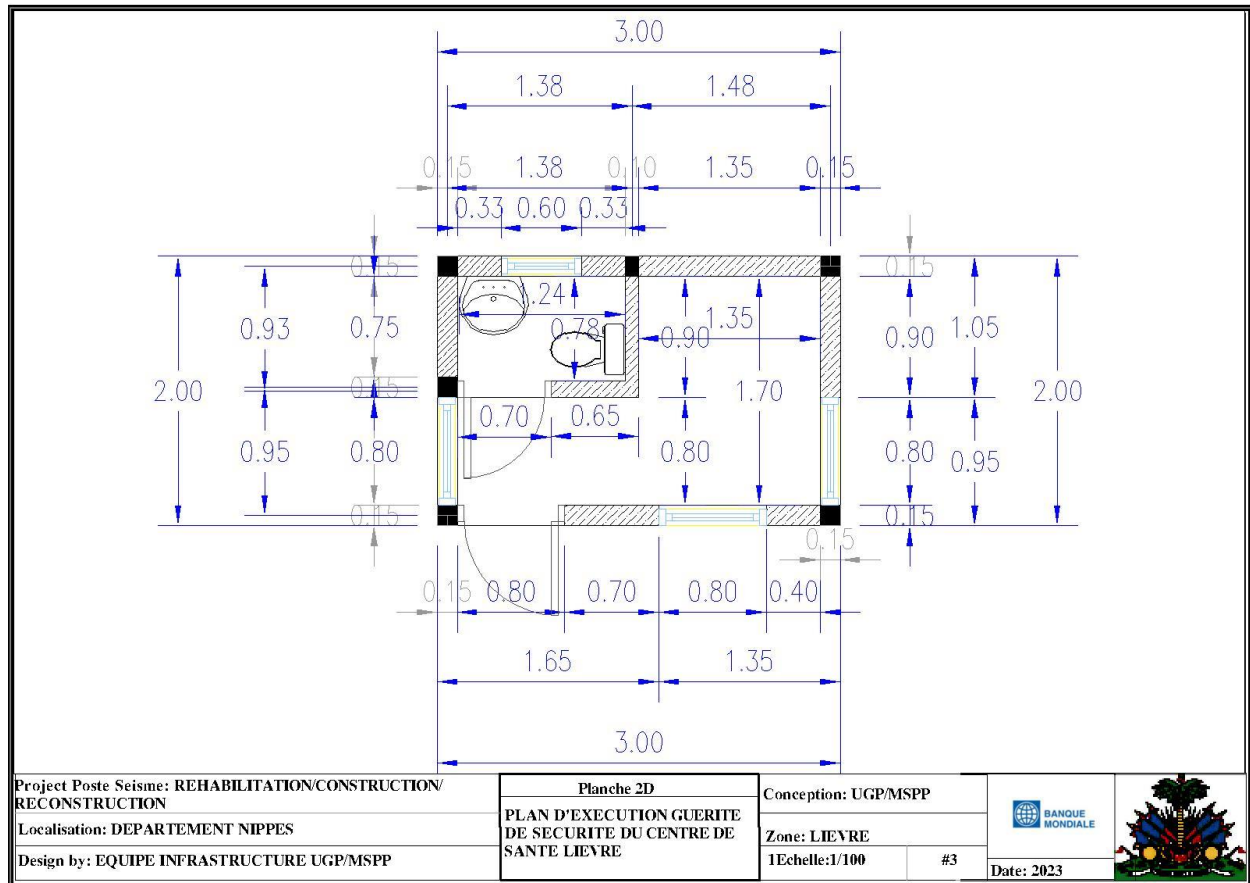 3.00
1.38 1.48
0.15 1.38 0.10 1.35 0.15
0.33 0.60 0.33
0.15 0.15
.24
0.93 0.75 0.78 0.90 1.35 0.90 1.05
2.00 0.15 1.70 2.00
0.70 0.65
0.95 0.80 0.80 0.80 0.95
0.15 0.15
0.15
0.15 0.80 0.70 0.80 0.40
1.65 1.35
3.00
Project Poste Seisme: REHABILITATION/CONSTRUCTION/
RECONSTRUCTION
Localisation: DEPARTEMENT NIPPES
Design by: EQUIPE INFRASTRUCTURE UGP/MSPP
Planche 2D
PLAN D'EXECUTION GUERITE
DE SECURITE DU CENTRE DE
SANTE LIEVRE
Conception: UGP/MSPP
Zone: LIEVRE
1Echelle:1/100 #3
BANQUE
MONDIALE
Date: 2023